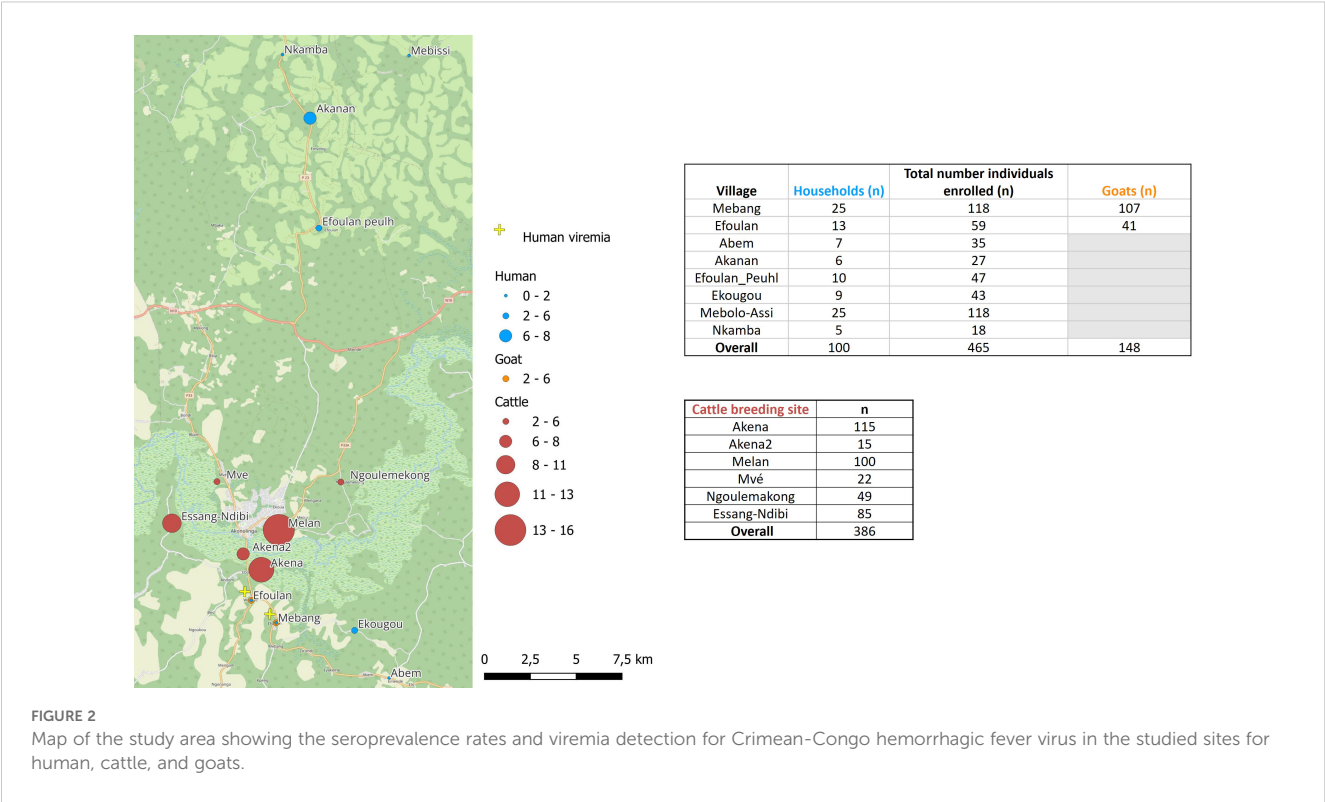 Nkamba
Mebissi
Akanan
Efoulan peulh
Mve
Ngoulemekong
Essang-Ndibi
Melan
Akonolinga
Akena2
Akena
Efoulan
Mebang
Ekougou
Abem
Human viremia
Human
0 - 2
2 - 6
6 - 8
Goat
2 - 6
Cattle
2 - 6
6 - 8
8 - 11
11 - 13
13 - 16
0 2,5 5 7,5 km
Total number individuals
Village Households (n) enrolled (n) Goats (n)
Mebang 25 118 107
Efoulan 13 59 41
Abem 7 35
Akanan 6 27
Efoulan_Peuhl 10 47
Ekougou 9 43
Mebolo-Assi 25 118
Nkamba 5 18
Overall 100 465 148
Cattle breeding site n
Akena 115
Akena2 15
Melan 100
Mvé 22
Ngoulemakong 49
Essang-Ndibi 85
Overall 386
FIGURE 2
Map of the study area showing the seroprevalence rates and viremia detection for Crimean-Congo hemorrhagic fever virus in the studied sites for
human, cattle, and goats.